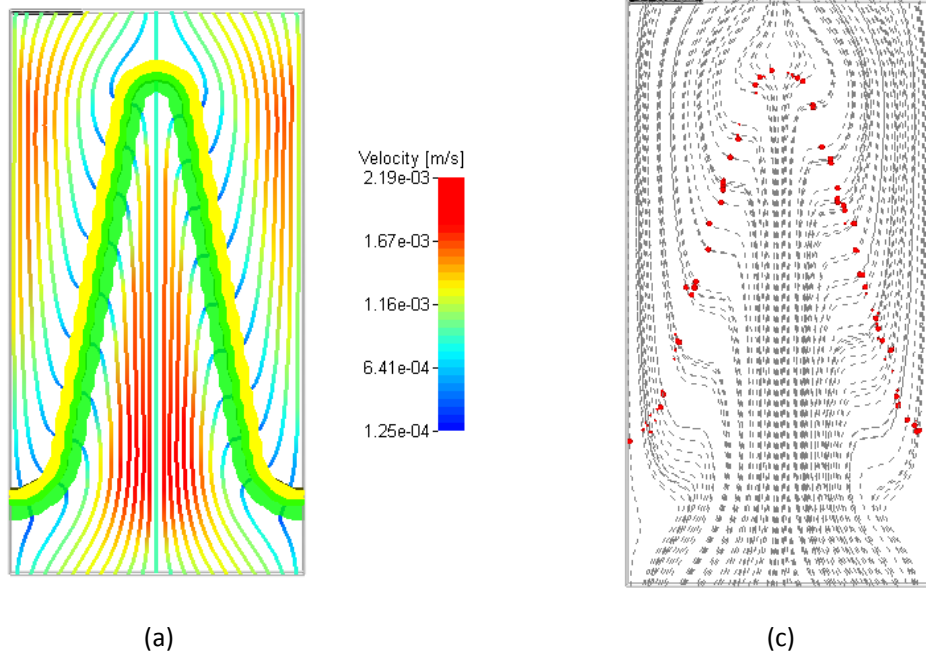 Velocity [m/s]
2.19e-03
1.67e-03
1.16e-03
6.41e-04
1.25e-04
(a)
(c)